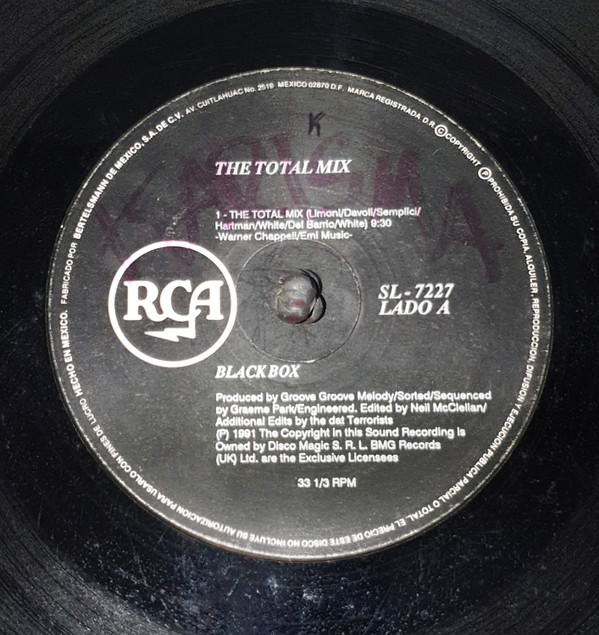 FABRICADO POR BERTELSMANN DE MEXICO, S.A. DE C.V. AV. CUITLAHUAC No. 2519 MEXICO 02870 D.F. MARCA REGISTRADA. D.R. ©COPYRIGHT ℗PROHIBIDA SU COPIA, ALQUILER, REPRODUCCION, DIFUSION Y EJECUCION PUBLICA PARCIAL O TOTAL. EL PRECIO DE ESTE DISCO NO INCLUYE SU AUTORIZACION PARA USARLO CON FINES DE LUCRO HECHO EN MEXICO.
K
KARISMA
THE TOTAL MIX
1 - THE TOTAL MIX (Limoni/Davoli/Semplici/
Hartman/White/Del Barrio/White) 9:30
-Warner Chappell/Emi Music-
RCA
SL - 7227
LADO A
BLACK BOX
Produced by Groove Groove Melody/Sorted/Sequenced
by Graeme Park/Engineered. Edited by Neil McClellan/
Additional Edits by the dat Terrorists
(P) 1991 The Copyright in this Sound Recording is
Owned by Disco Magic S. R. L. BMG Records
(UK) Ltd. are the Exclusive Licensees
33 1/3 RPM